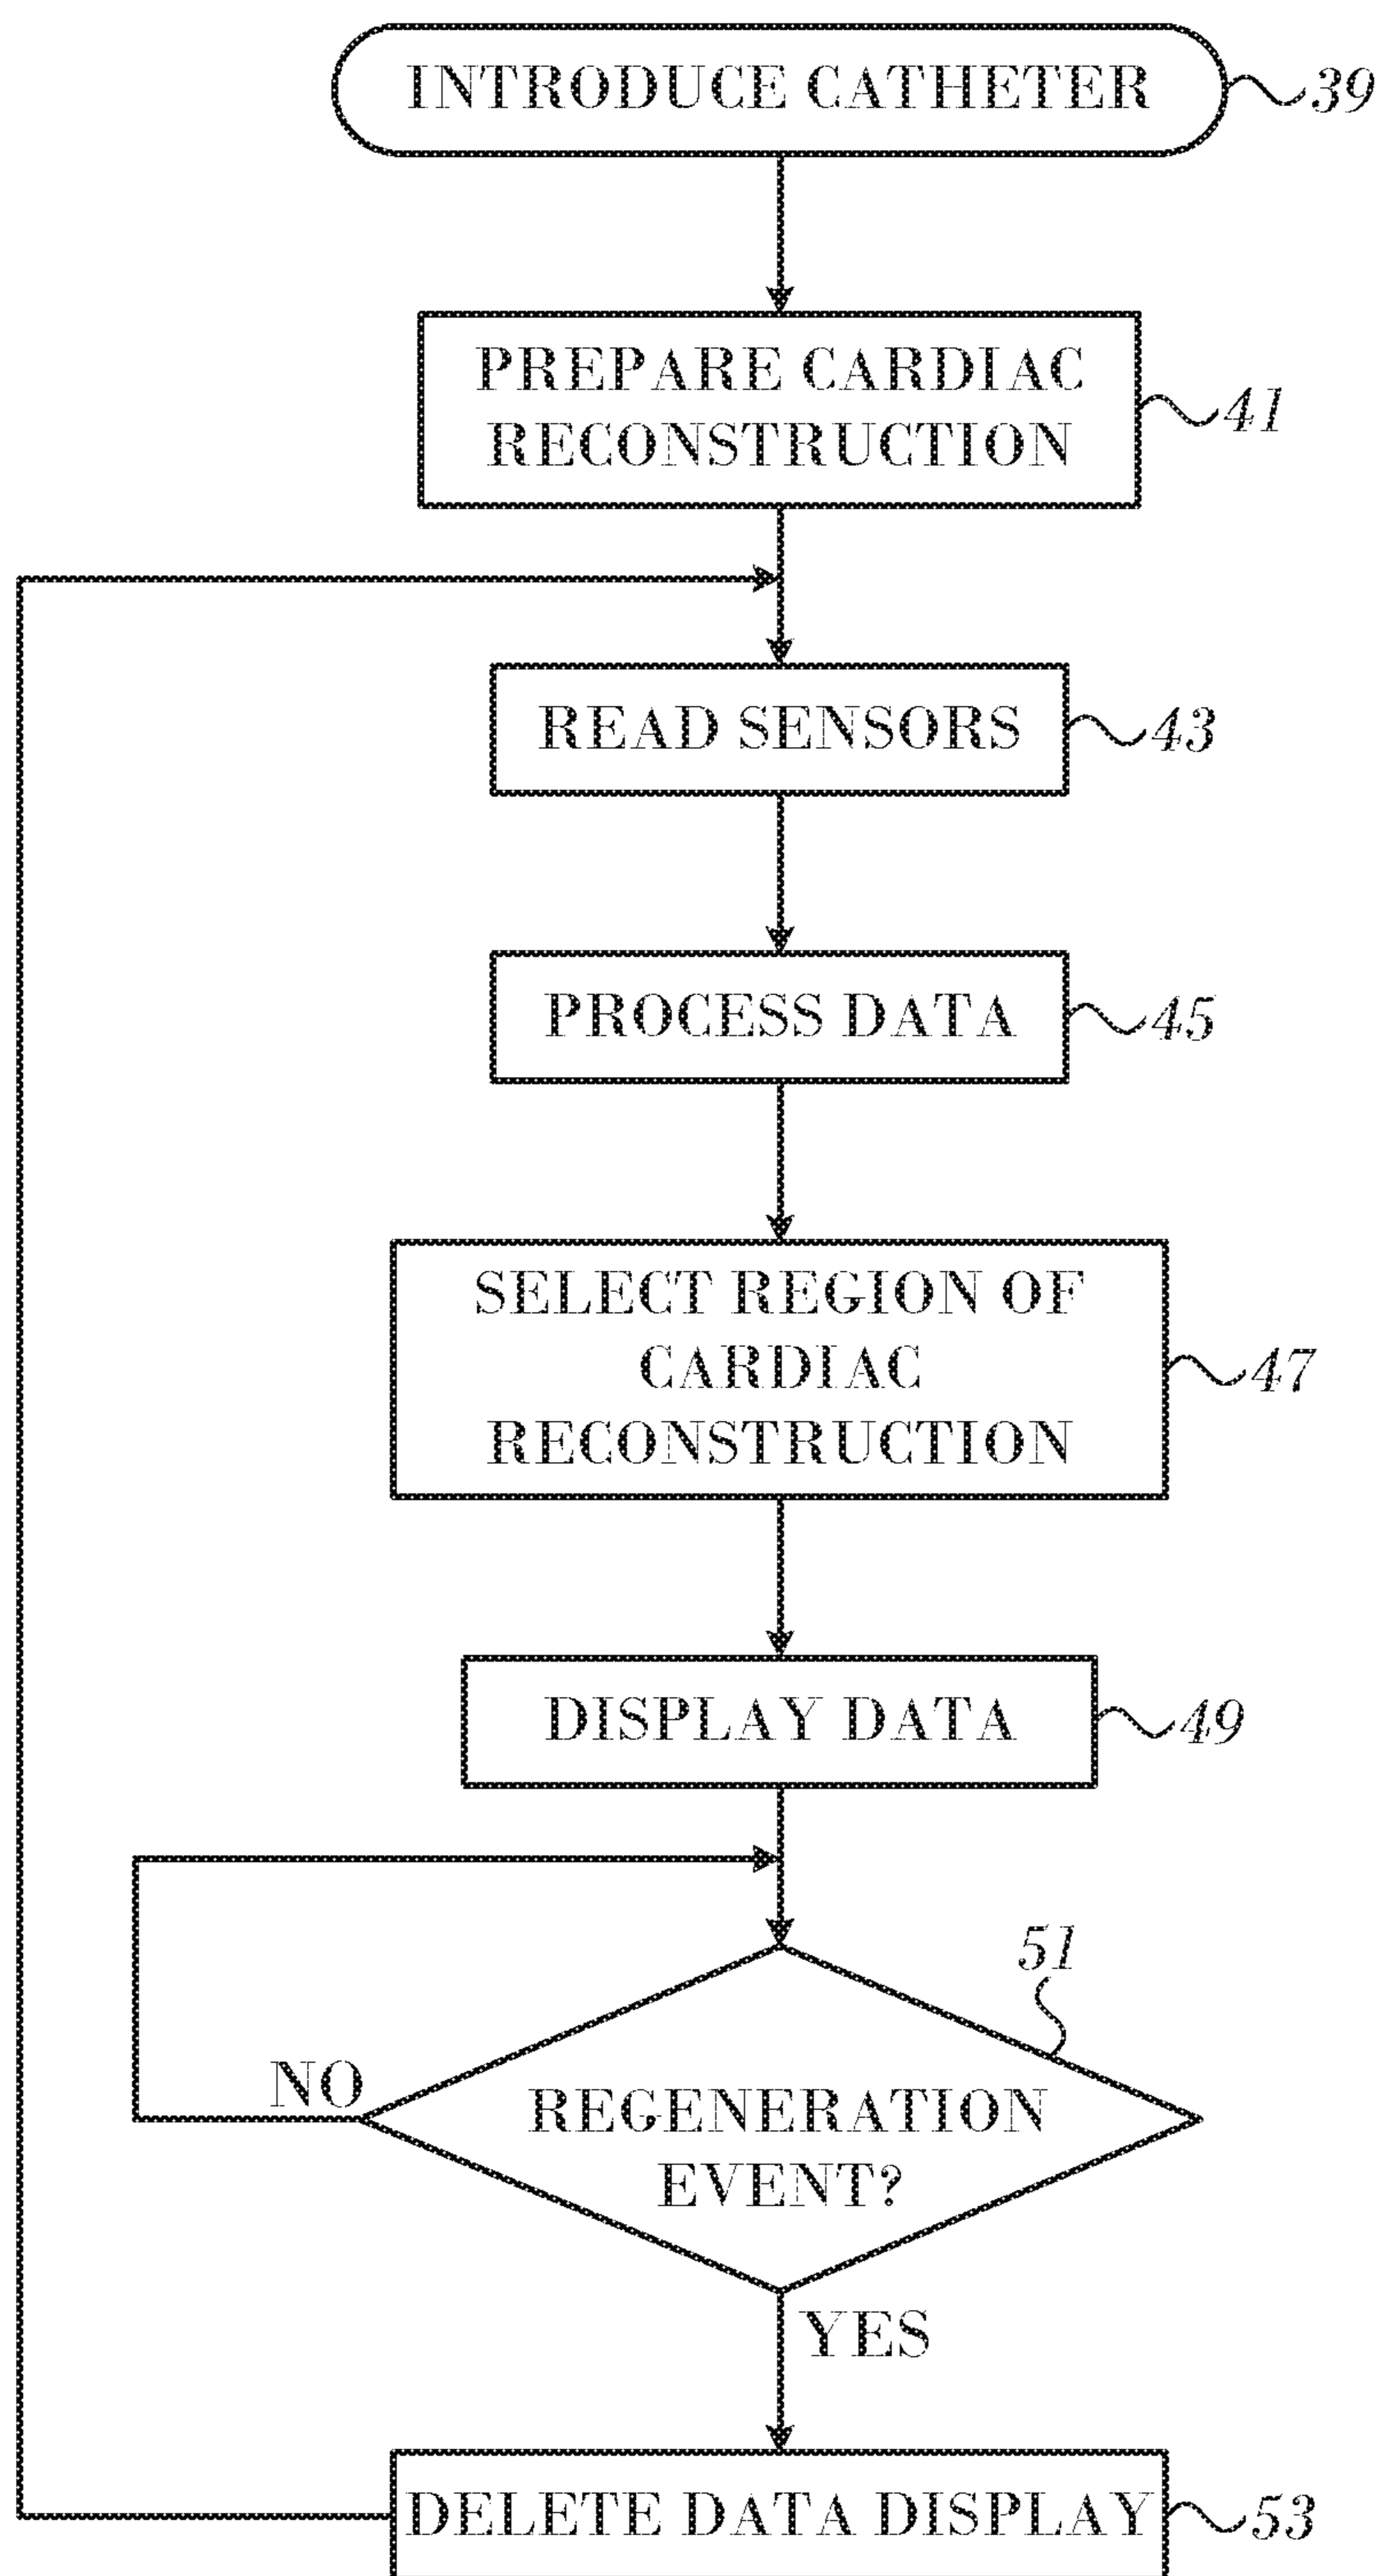 INTRODUCE CATHETER
39
PREPARE CARDIAC
RECONSTRUCTION
41
READ SENSORS
43
PROCESS DATA
45
SELECT REGION OF
CARDIAC
RECONSTRUCTION
47
DISPLAY DATA
49
51
NO
REGENERATION
EVENT?
YES
DELETE DATA DISPLAY
53